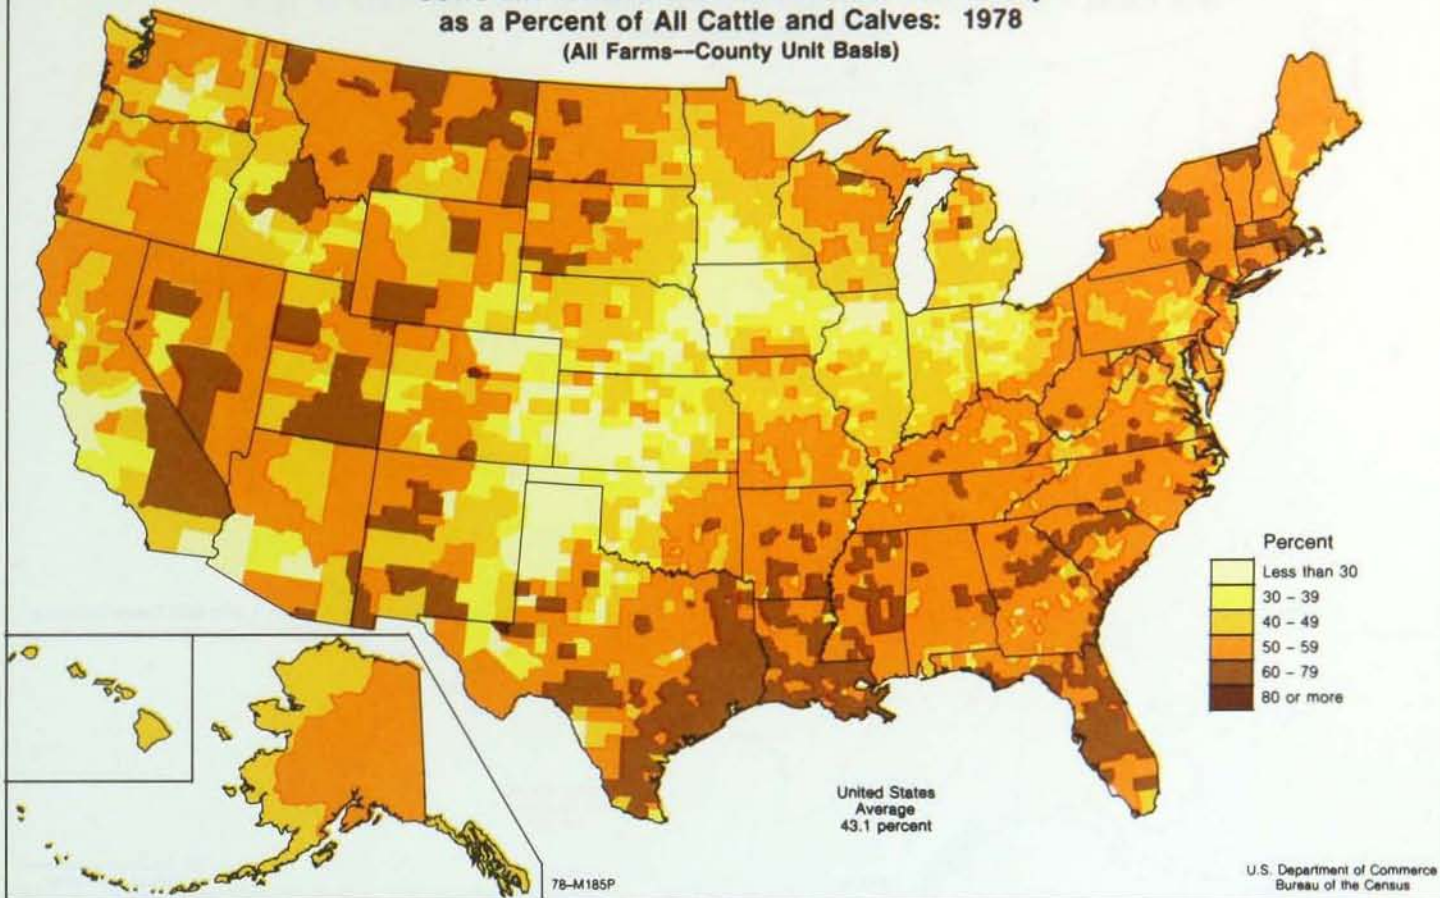 as a Percent of All Cattle and Calves: 1978
(All Farms—County Unit Basis)
Percent
Less than 30
30 – 39
40 – 49
50 – 59
60 – 79
80 or more
United States
Average
43.1 percent
78–M185P
U.S. Department of Commerce
Bureau of the Census